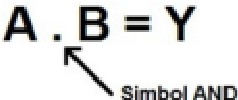 A . B = Y
Simbol AND